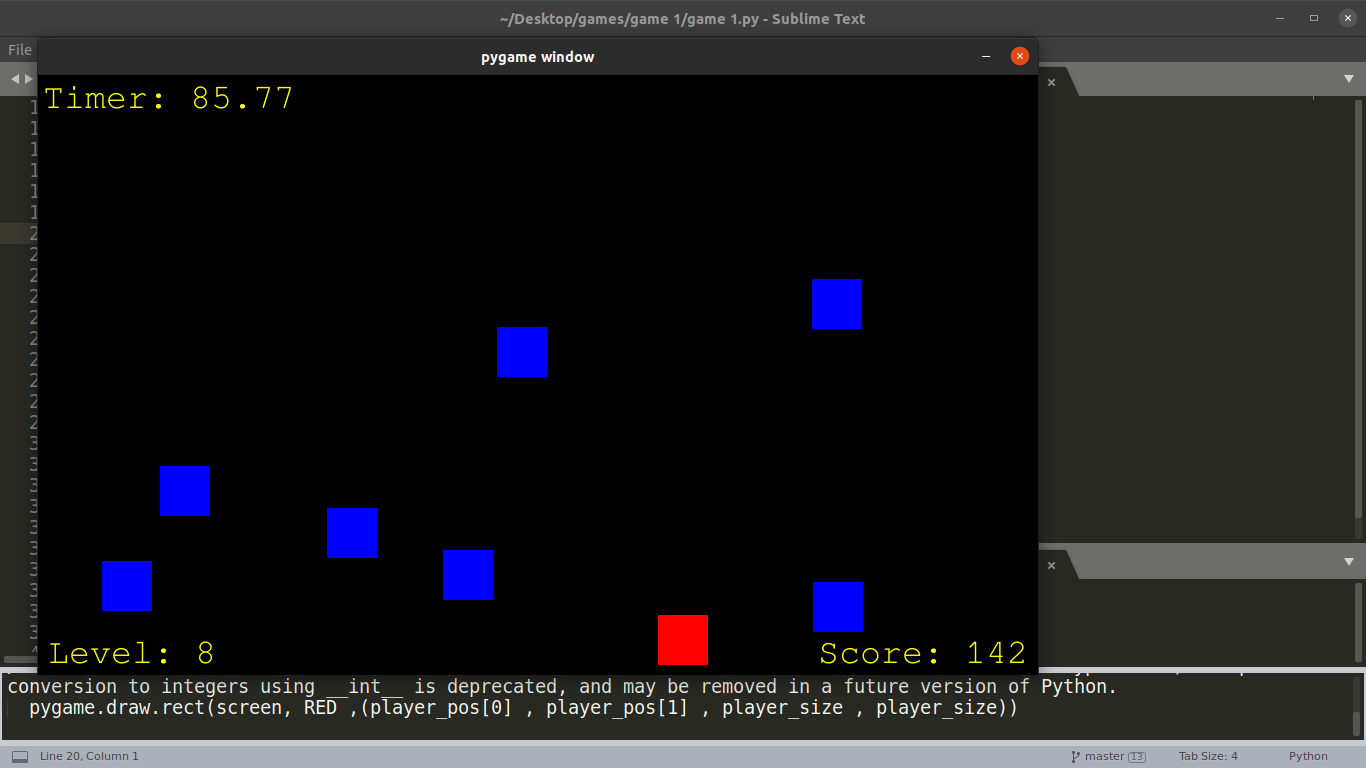 ~/Desktop/games/game 1/game 1.py - Sublime Text
File
pygame window
Timer: 85.77
Level: 8
Score: 142
conversion to integers using __int__ is deprecated, and may be removed in a future version of Python.
pygame.draw.rect(screen, RED ,(player_pos[0] , player_pos[1] , player_size , player_size))
Line 20, Column 1
master 13
Tab Size: 4
Python